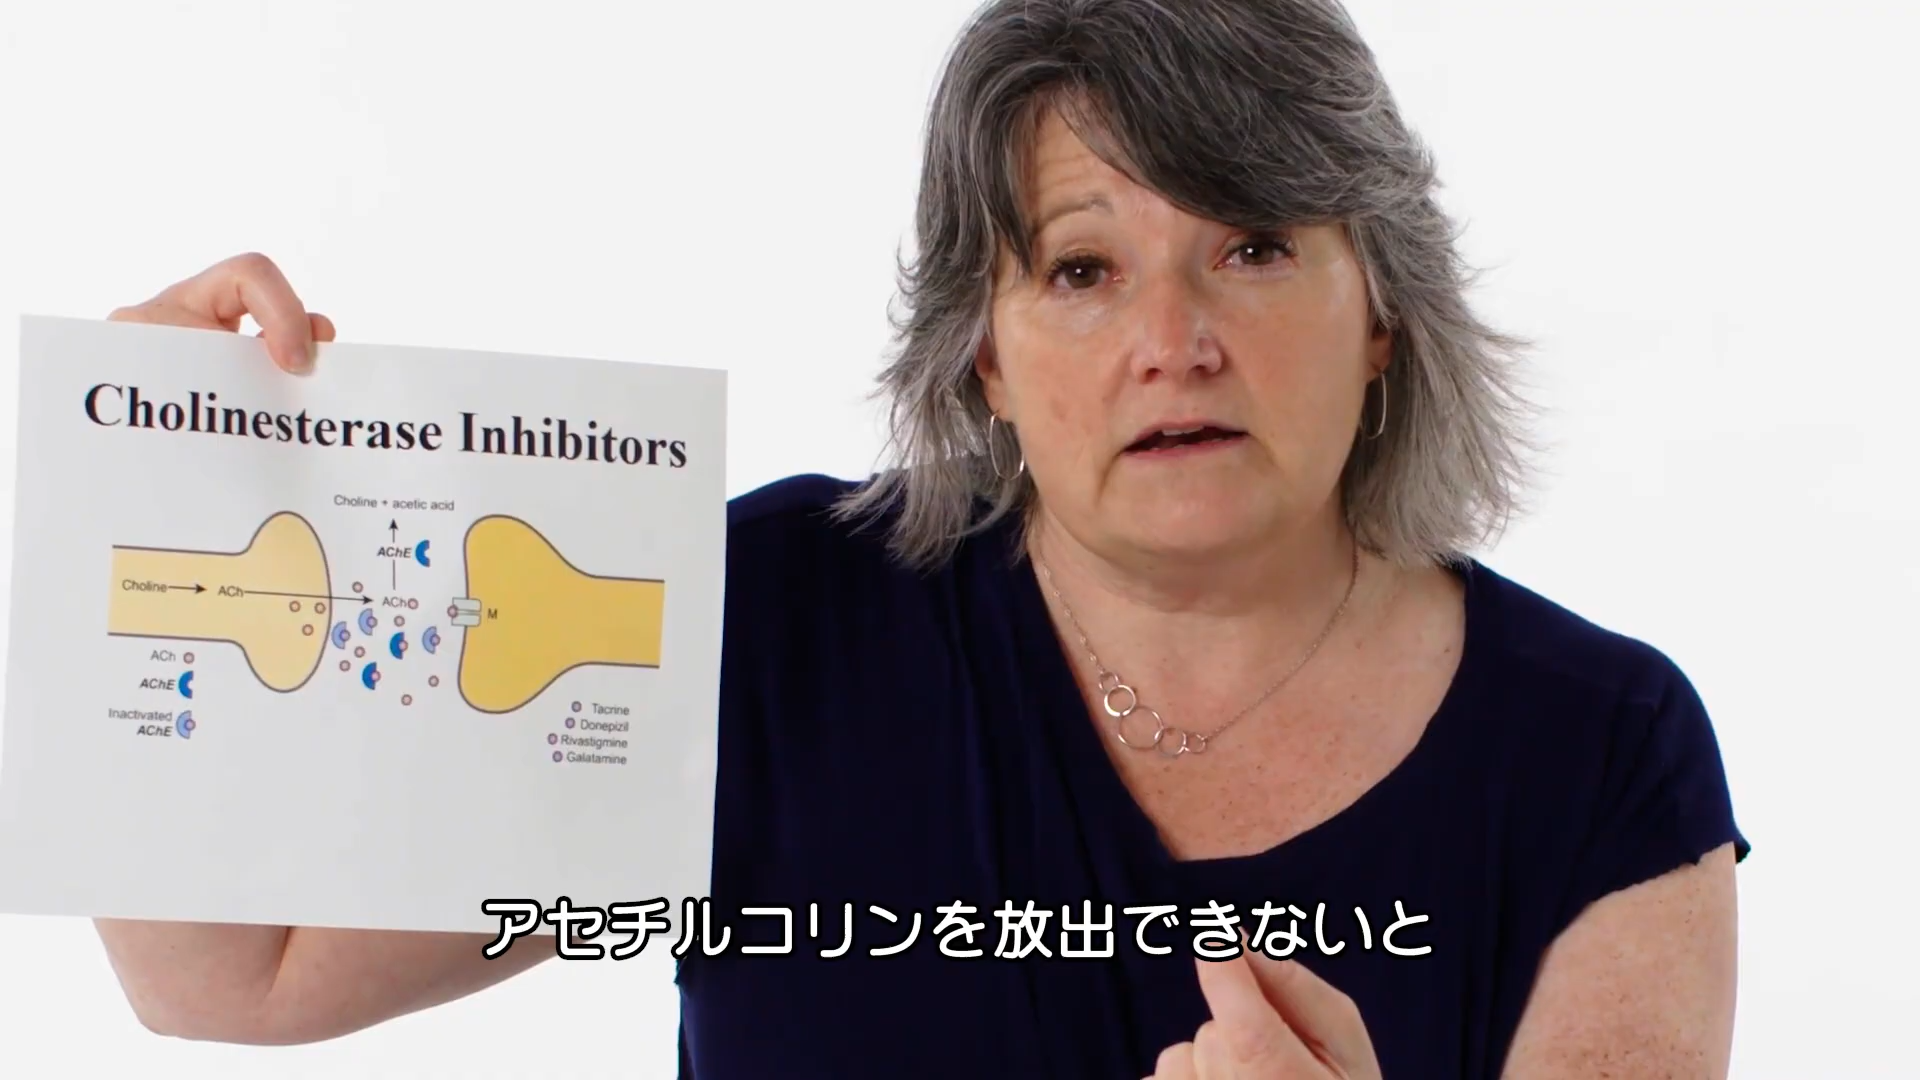 Cholinesterase Inhibitors
Choline + acetic acid
AChE
Choline
ACh
ACh
M
ACh
AChE
Inactivated
AChE
Tacrine
Donepizil
Rivastigmine
Galatamine
アセチルコリンを放出できないと